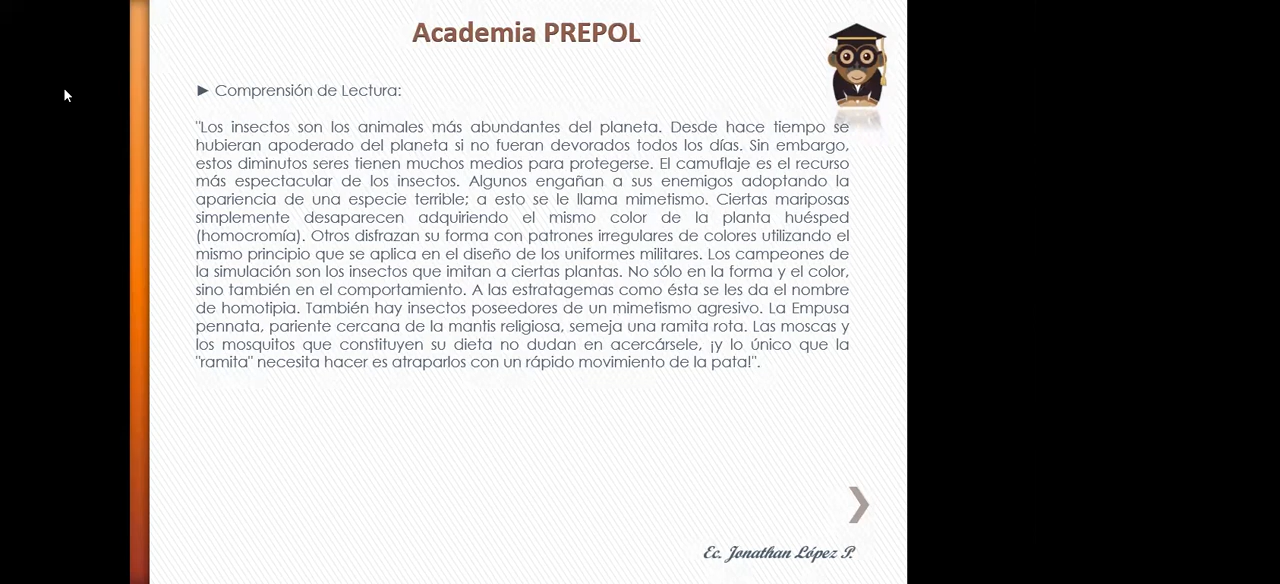 Academia PREPOL
► Comprensión de Lectura:
"Los insectos son los animales más abundantes del planeta. Desde hace tiempo se
hubieran apoderado del planeta si no fueran devorados todos los días. Sin embargo,
estos diminutos seres tienen muchos medios para protegerse. El camuflaje es el recurso
más espectacular de los insectos. Algunos engañan a sus enemigos adoptando la
apariencia de una especie terrible; a esto se le llama mimetismo. Ciertas mariposas
simplemente desaparecen adquiriendo el mismo color de la planta huésped
(homocromía). Otros disfrazan su forma con patrones irregulares de colores utilizando el
mismo principio que se aplica en el diseño de los uniformes militares. Los campeones de
la simulación son los insectos que imitan a ciertas plantas. No sólo en la forma y el color,
sino también en el comportamiento. A las estratagemas como ésta se les da el nombre
de homotipia. También hay insectos poseedores de un mimetismo agresivo. La Empusa
pennata, pariente cercana de la mantis religiosa, semeja una ramita rota. Las moscas y
los mosquitos que constituyen su dieta no dudan en acercársele, ¡y lo único que la
"ramita" necesita hacer es atraparlos con un rápido movimiento de la pata!".
Ec. Jonathan López P.